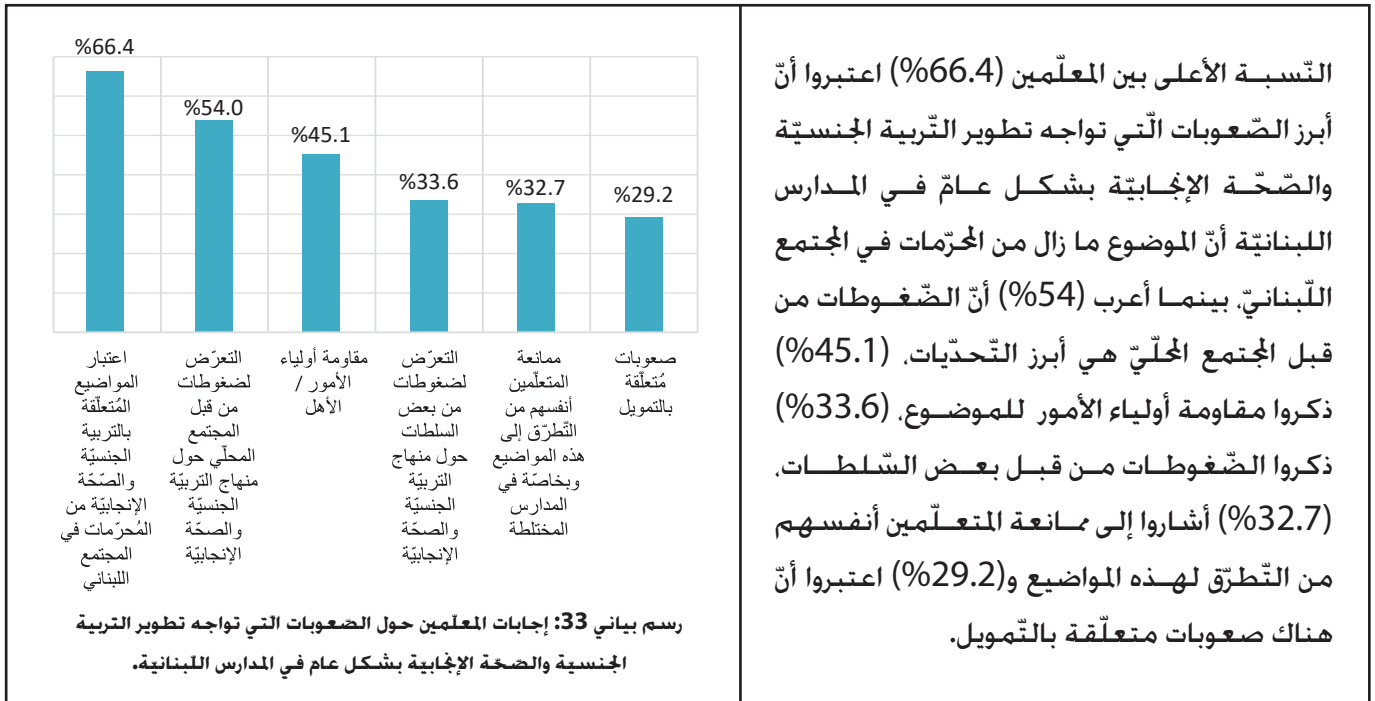 النّسبة الأعلى بين المعلّمين (66.4%) اعتبروا أنّ
أبرز الصّعوبات الّتي تواجه تطوير التّربية الجنسيّة
والصّحّة الإنجابيّة بشكل عامّ في المدارس
اللبنانيّة أنّ الموضوع ما زال من المحرّمات في المجتمع
اللّبنانيّ. بينما أعرب (54%) أنّ الضّغوطات من
قبل المجتمع المحلّيّ هي أبرز التّحدّيات. (45.1%)
ذكروا مقاومة أولياء الأمور للموضوع. (33.6%)
ذكروا الضّغوطات من قبل بعض السّلطات.
(32.7%) أشاروا إلى ممانعة المتعلّمين أنفسهم
من التّطرّق لهذه المواضيع و(29.2%) اعتبروا أنّ
هناك صعوبات متعلّقة بالتّمويل.
%66.4
%54.0
%45.1
%33.6
%32.7
%29.2
اعتبار
المواضيع
المُتعلّقة
بالتربية
الجنسيّة
والصّحّة
الإنجابيّة من
المُحرّمات في
المجتمع
اللبناني
التعرّض
لضغوطات
من قبل
المجتمع
المحلّي حول
منهاج التربيّة
الجنسيّة
والصحّة
الإنجابيّة
مقاومة أولياء
الأمور /
الأهل
التعرّض
لضغوطات
من بعض
السلطات
حول منهاج
التربيّة
الجنسيّة
والصحّة
الإنجابيّة
ممانعة
المتعلّمين
أنفسهم من
التّطرّق إلى
هذه المواضيع
وبخاصّة في
المدارس
المختلطة
صعوبات
مُتعلّقة
بالتمويل
رسم بياني 33: إجابات المعلّمين حول الصّعوبات التي تواجه تطوير التربية
الجنسيّة والصّحّة الإنجابية بشكل عام في المدارس اللّبنانيّة.